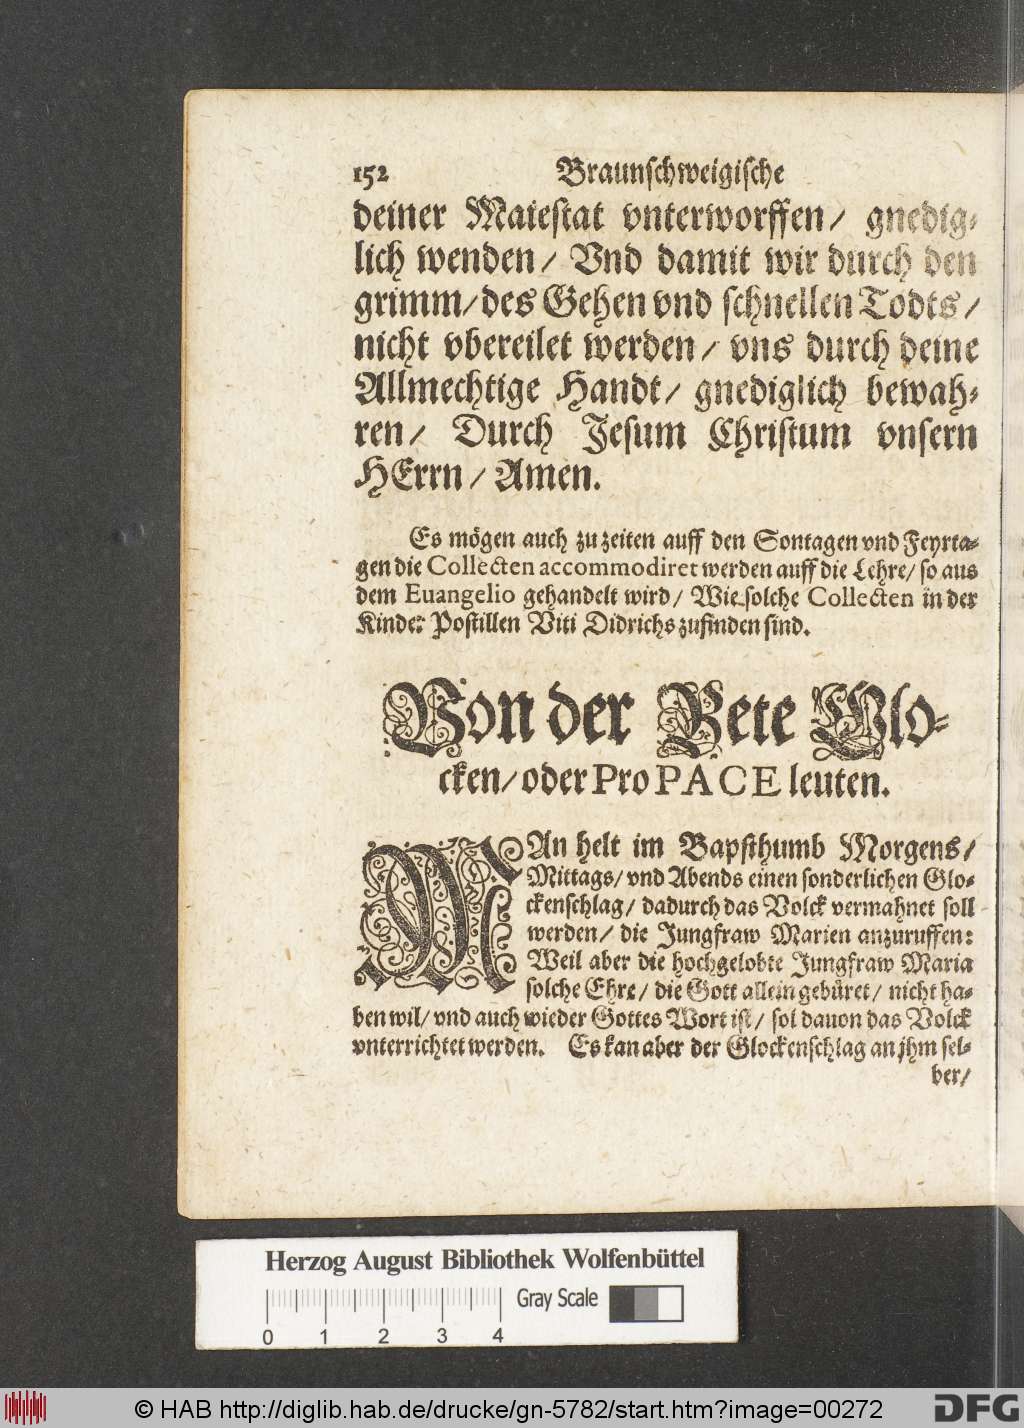 152 Braunschweigische
deiner Maiestat vnterworffen/ gnedig-
lich wenden/ Vnd damit wir durch den
grimm/ des Gehen vnd schnellen Todts/
nicht vbereilet werden/ vns durch deine
Allmechtige Handt/ gnediglich bewah-
ren/ Durch Jesum Christum vnsern
HErrn/ Amen.
Es mögen auch zu zeiten auff den Sontagen vnd Feyrta-
gen die Collecten accommodiret werden auff die Lehre/ so aus
dem Euangelio gehandelt wird/ Wie solche Collecten in der
Kinder Postillen Viti Didrichs zufinden sind.
Von der Bete Glo-
cken/ oder Pro PACE leuten.
MAn helt im Bapsthumb Morgens/
Mittags/ vnd Abends einen sonderlichen Glo-
ckenschlag/ dadurch das Volck vermahnet soll
werden/ die Jungfraw Marien anzuruffen:
Weil aber die hochgelobte Jungfraw Maria
solche Ehre/ die Gott allein gebüret/ nicht ha-
ben wil/ vnd auch wieder Gottes Wort ist/ sol dauon das Volck
vnterrichtet werden. Es kan aber der Glockenschlag an jhm sel-
ber/
Herzog August Bibliothek Wolfenbüttel
Gray Scale
0 1 2 3 4
© HAB http://diglib.hab.de/drucke/gn-5782/start.htm?image=00272
DFG